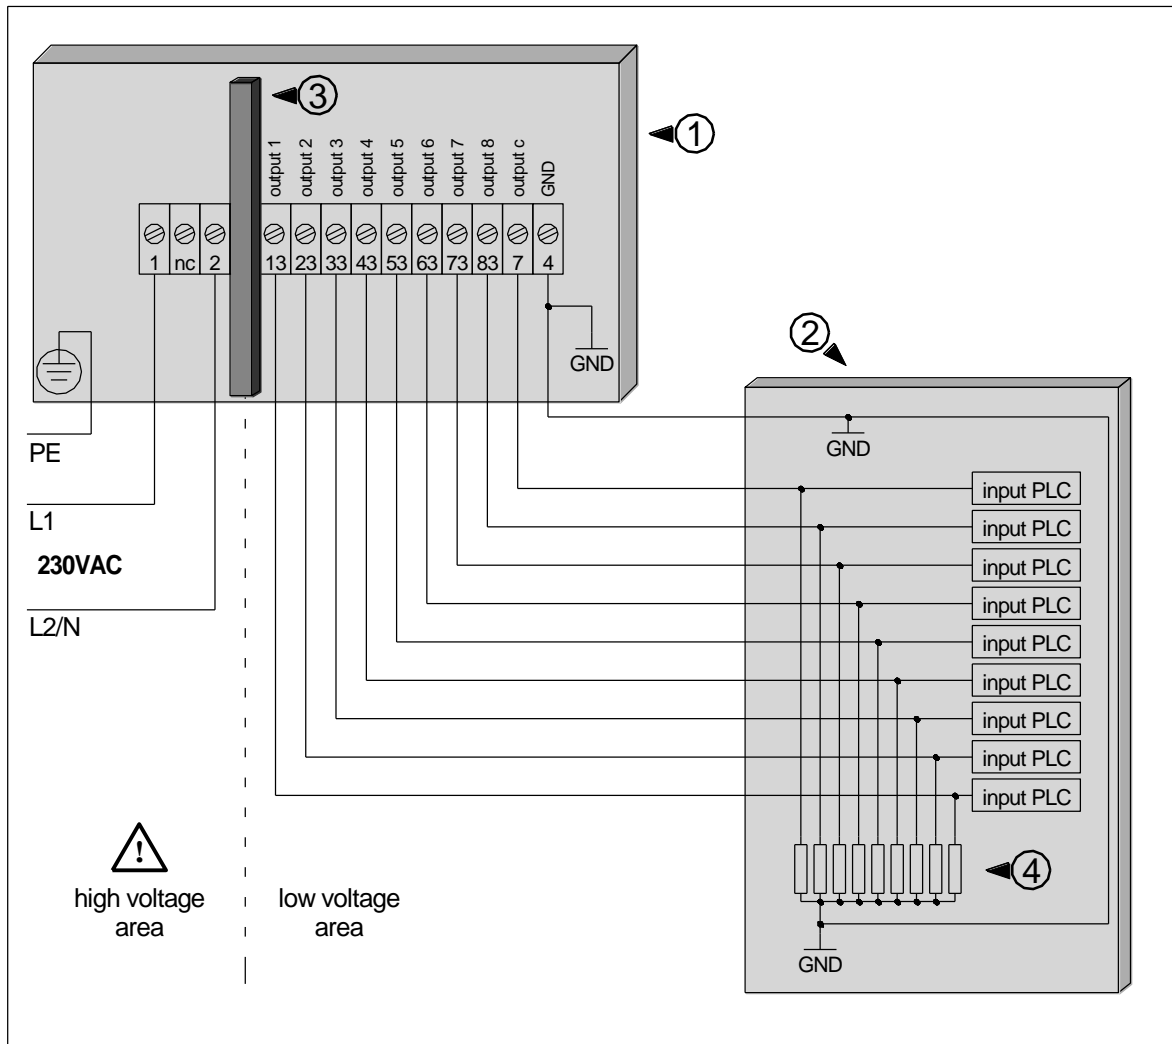 3
1
output 1
output 2
output 3
output 4
output 5
output 6
output 7
output 8
output c
GND
1
nc
2
13
23
33
43
53
63
73
83
7
4
GND
2
PE
L1
230VAC
L2/N
GND
input PLC
input PLC
input PLC
input PLC
input PLC
input PLC
input PLC
input PLC
input PLC
4
!
high voltage
area
low voltage
area
GND